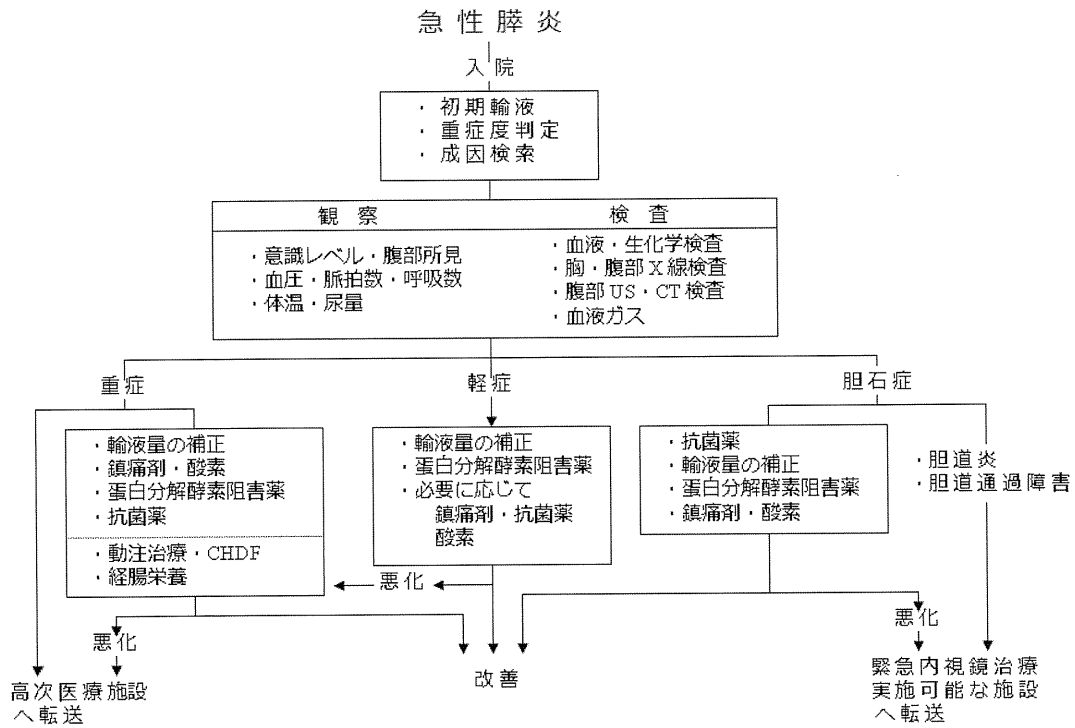 急性膵炎
入院
・初期輸液
・重症度判定
・成因検索
観察
・意識レベル・腹部所見
・血圧・脈拍数・呼吸数
・体温・尿量
検査
・血液・生化学検査
・胸・腹部X線検査
・腹部US・CT検査
・血液ガス
重症
軽症
胆石症
・輸液量の補正
・鎮痛剤・酸素
・蛋白分解酵素阻害薬
・抗菌薬
・動注治療・CHDF
・経腸栄養
・輸液量の補正
・蛋白分解酵素阻害薬
・必要に応じて
鎮痛剤・抗菌薬
酸素
・抗菌薬
・輸液量の補正
・蛋白分解酵素阻害薬
・鎮痛剤・酸素
・胆道炎
・胆道通過障害
悪化
悪化
悪化
高次医療施設
へ転送
改善
緊急内視鏡治療
実施可能な施設
へ転送